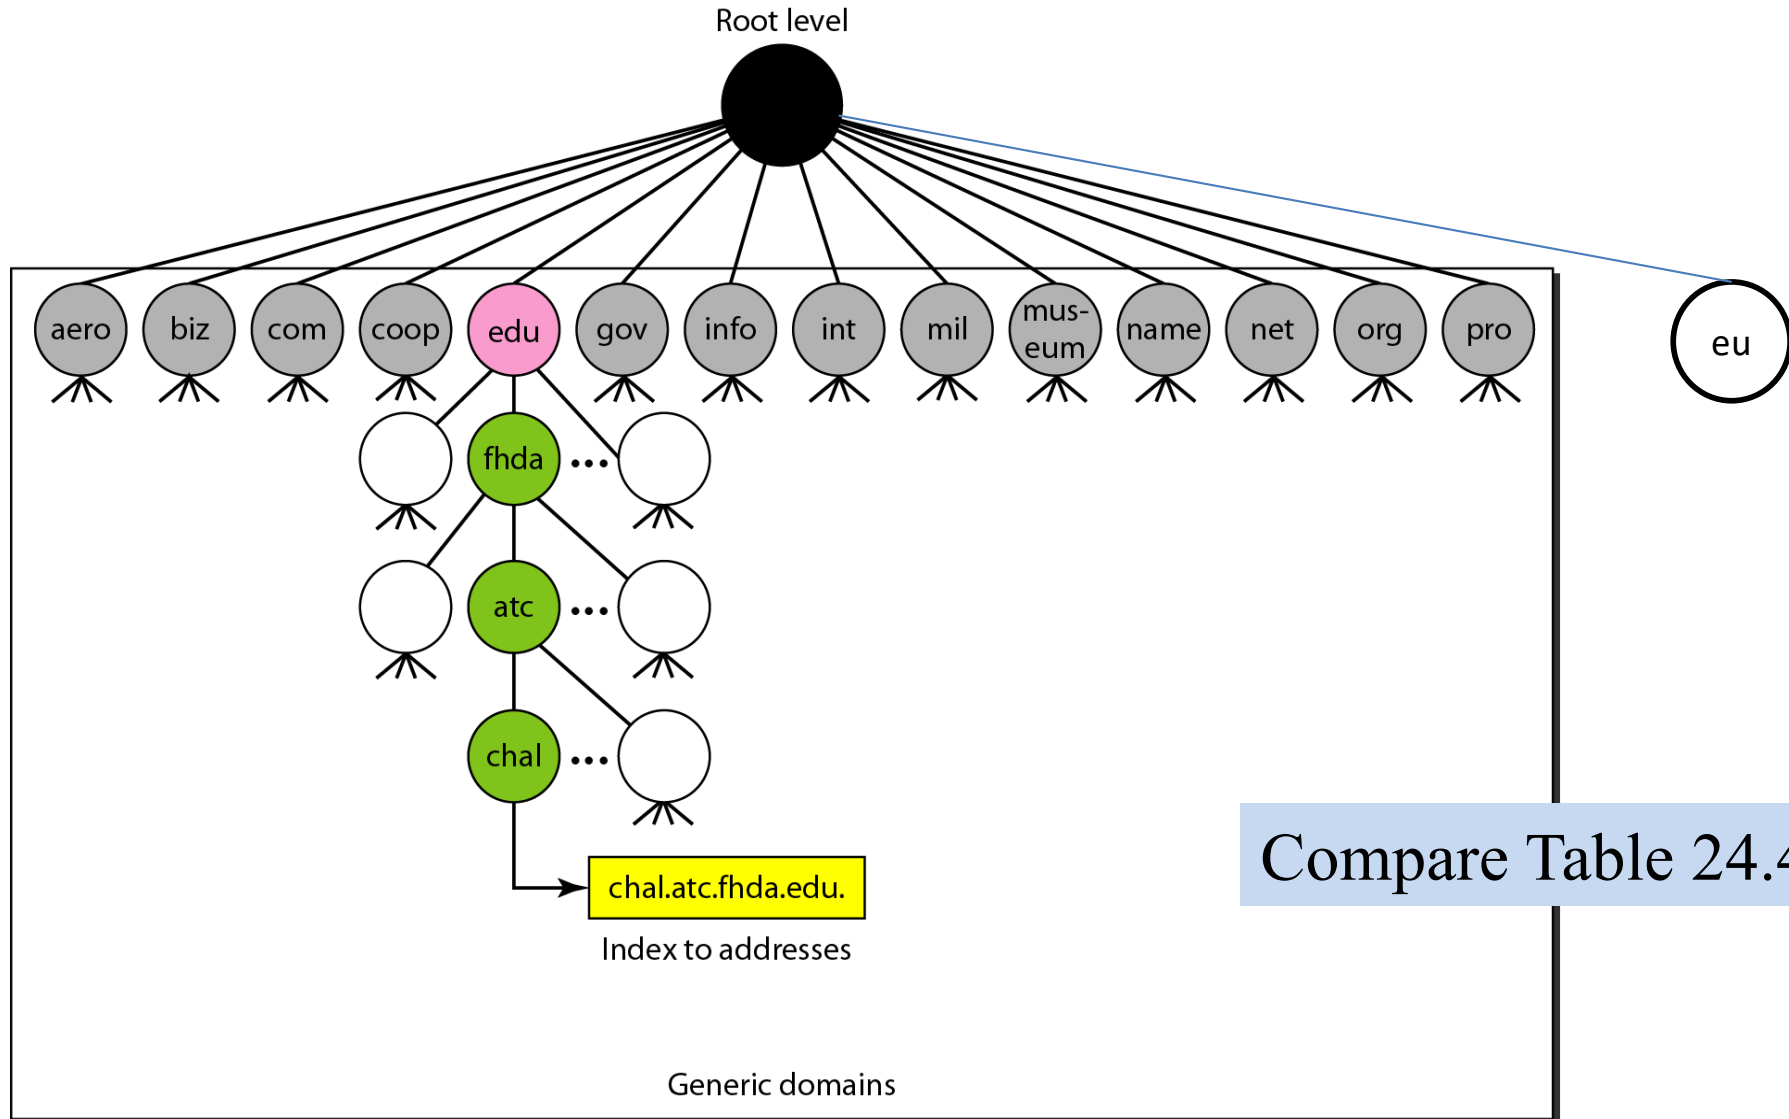 Root level
aero
biz
com
coop
edu
gov
info
int
mil
mus-
eum
name
net
org
pro
eu
fhda
...
atc
...
chal
...
chal.atc.fhda.edu.
Index to addresses
Compare Table 24.4
Generic domains